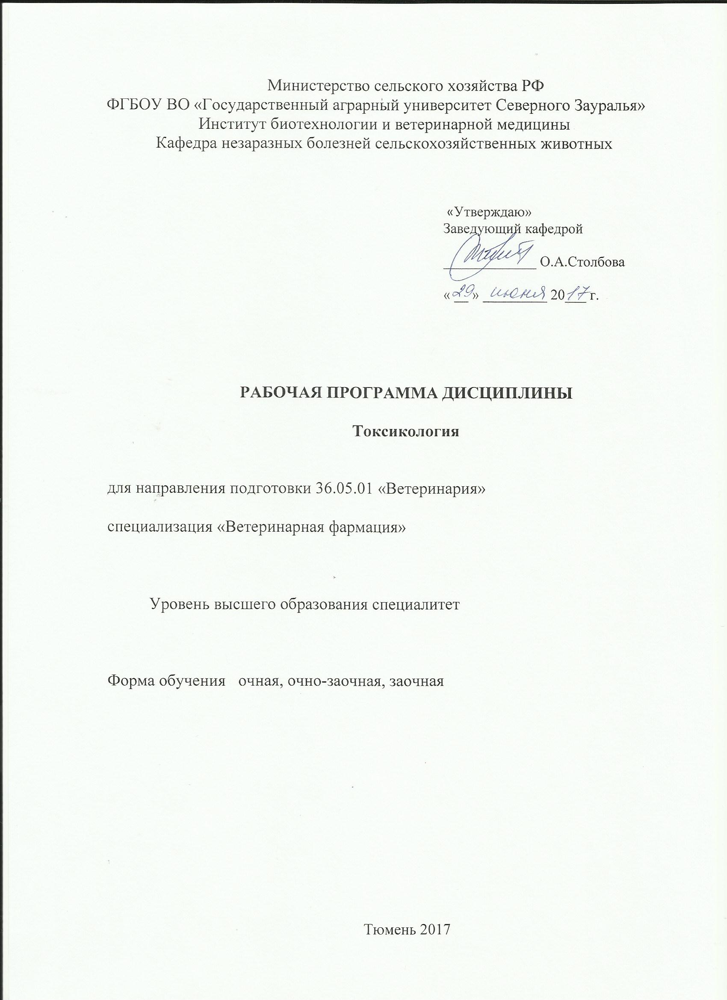 Министерство сельского хозяйства РФ
ФГБОУ ВО «Государственный аграрный университет Северного Зауралья»
Институт биотехнологии и ветеринарной медицины
Кафедра незаразных болезней сельскохозяйственных животных
«Утверждаю»
Заведующий кафедрой
О.А.Столбова
«29» июня 2017 г.
РАБОЧАЯ ПРОГРАММА ДИСЦИПЛИНЫ
Токсикология
для направления подготовки 36.05.01 «Ветеринария»
специализация «Ветеринарная фармация»
Уровень высшего образования специалитет
Форма обучения очная, очно-заочная, заочная
Тюмень 2017